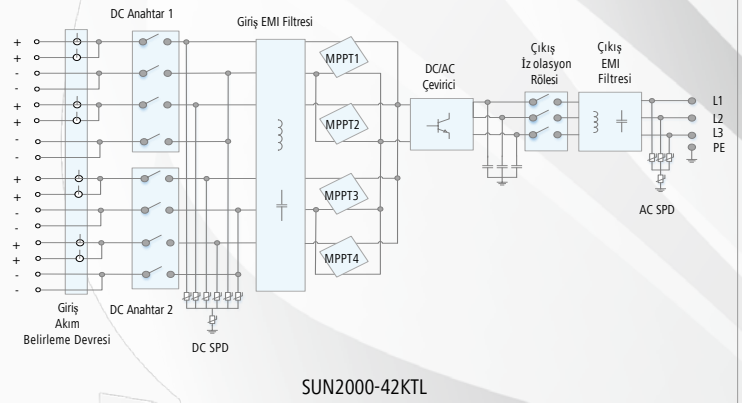 DC Anahtar 1
Giriş EMI Filtresi
+
+
-
-
+
+
-
-
+
+
-
-
+
+
-
-
MPPT1
MPPT2
MPPT3
MPPT4
DC/AC
Çevirici
Çıkış
İz olasyon
Rölesi
Çıkış
EMI
Filtresi
L1
L2
L3
PE
AC SPD
Giriş
Akım
Belirleme Devresi
DC Anahtar 2
DC SPD
SUN2000-42KTL